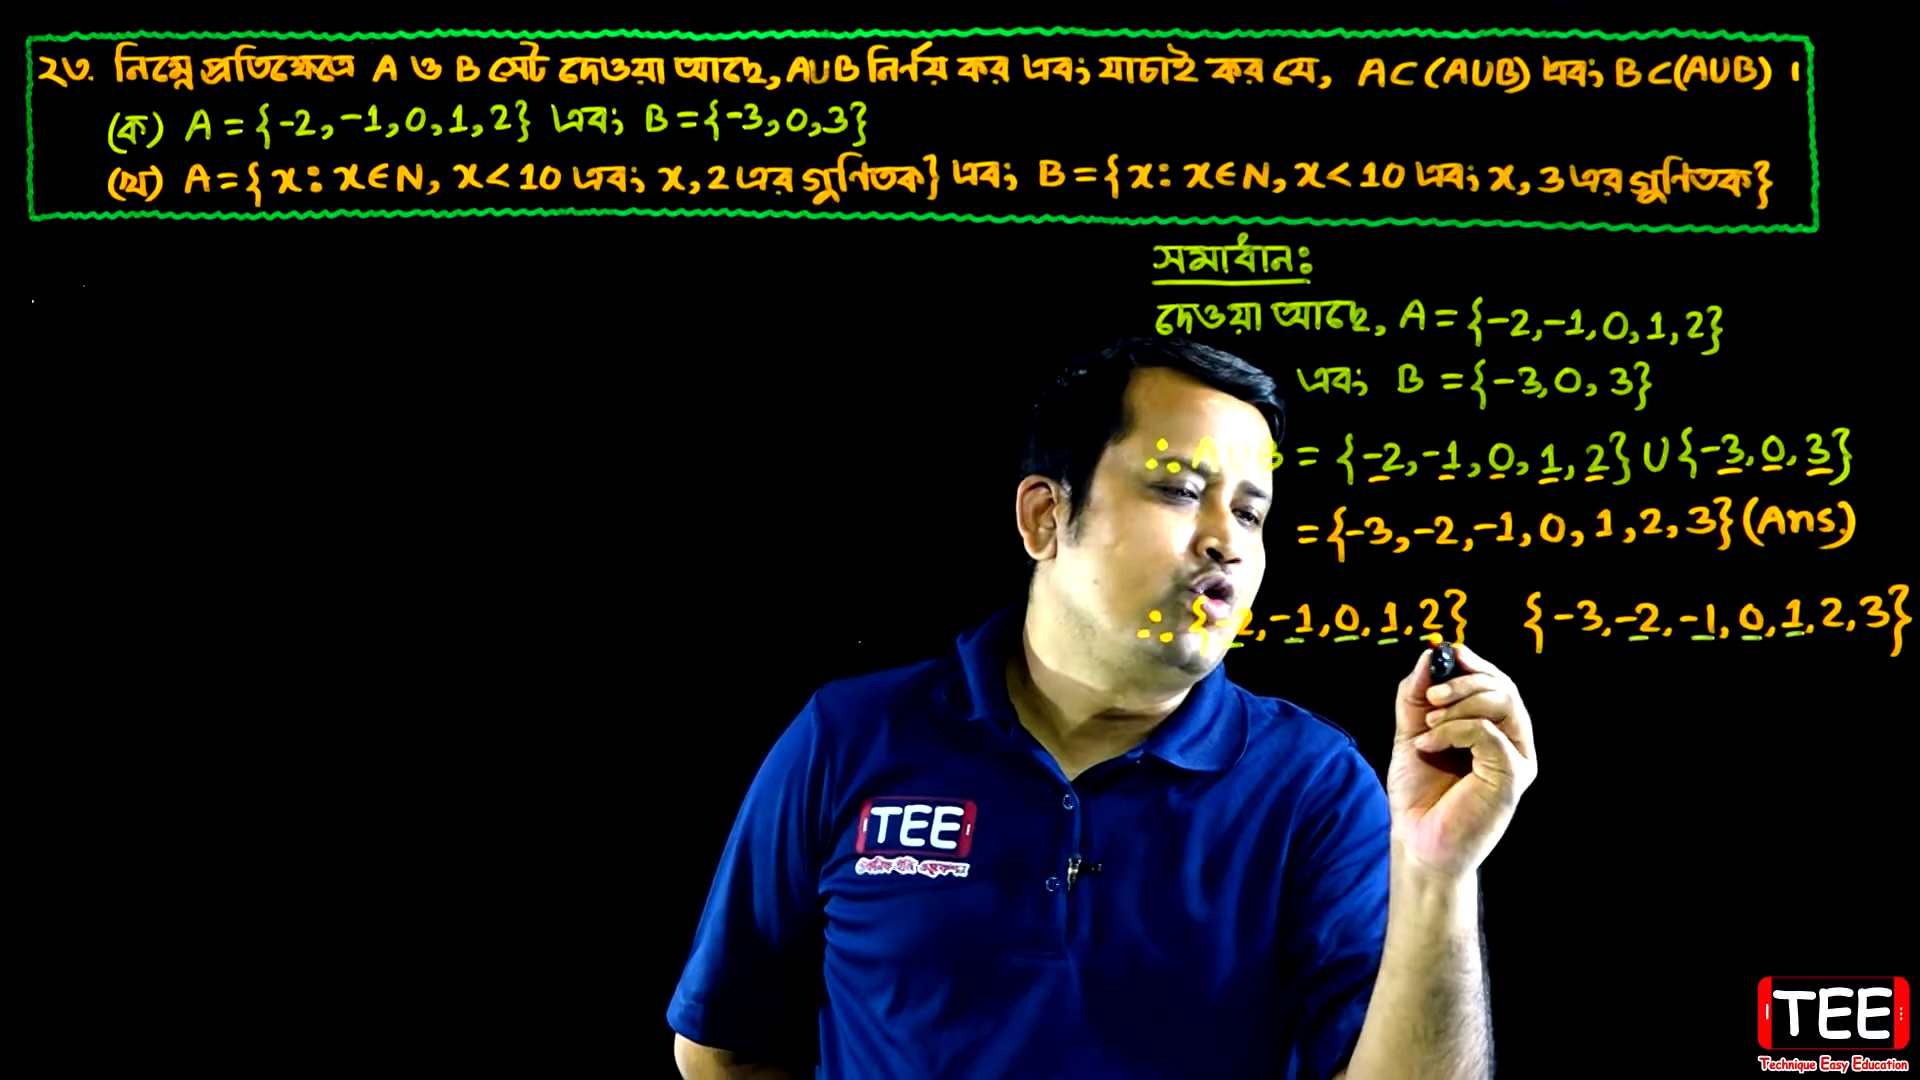 ২৩. নিম্নে প্রতিক্ষেত্রে A ও B সেট দেওয়া আছে, A∪B নির্ণয় কর এবং যাচাই কর যে, A⊂(A∪B) এবং B⊂(A∪B) ।
(ক) A={-2,-1,0,1,2} এবং B={-3,0,3}
(খ) A={x: x∈N, x<10 এবং x, 2 এর গুণিতক} এবং B={x: x∈N, x<10 এবং x, 3 এর গুণিতক}
সমাধান:
দেওয়া আছে, A={-2,-1,0,1,2}
এবং B={-3,0,3}
∴ A∪B = {-2,-1,0,1,2}∪{-3,0,3}
={-3,-2,-1,0,1,2,3}(Ans)
∴ {-2,-1,0,1,2} {-3,-2,-1,0,1,2,3}
TEE
TEE
Technique Easy Education